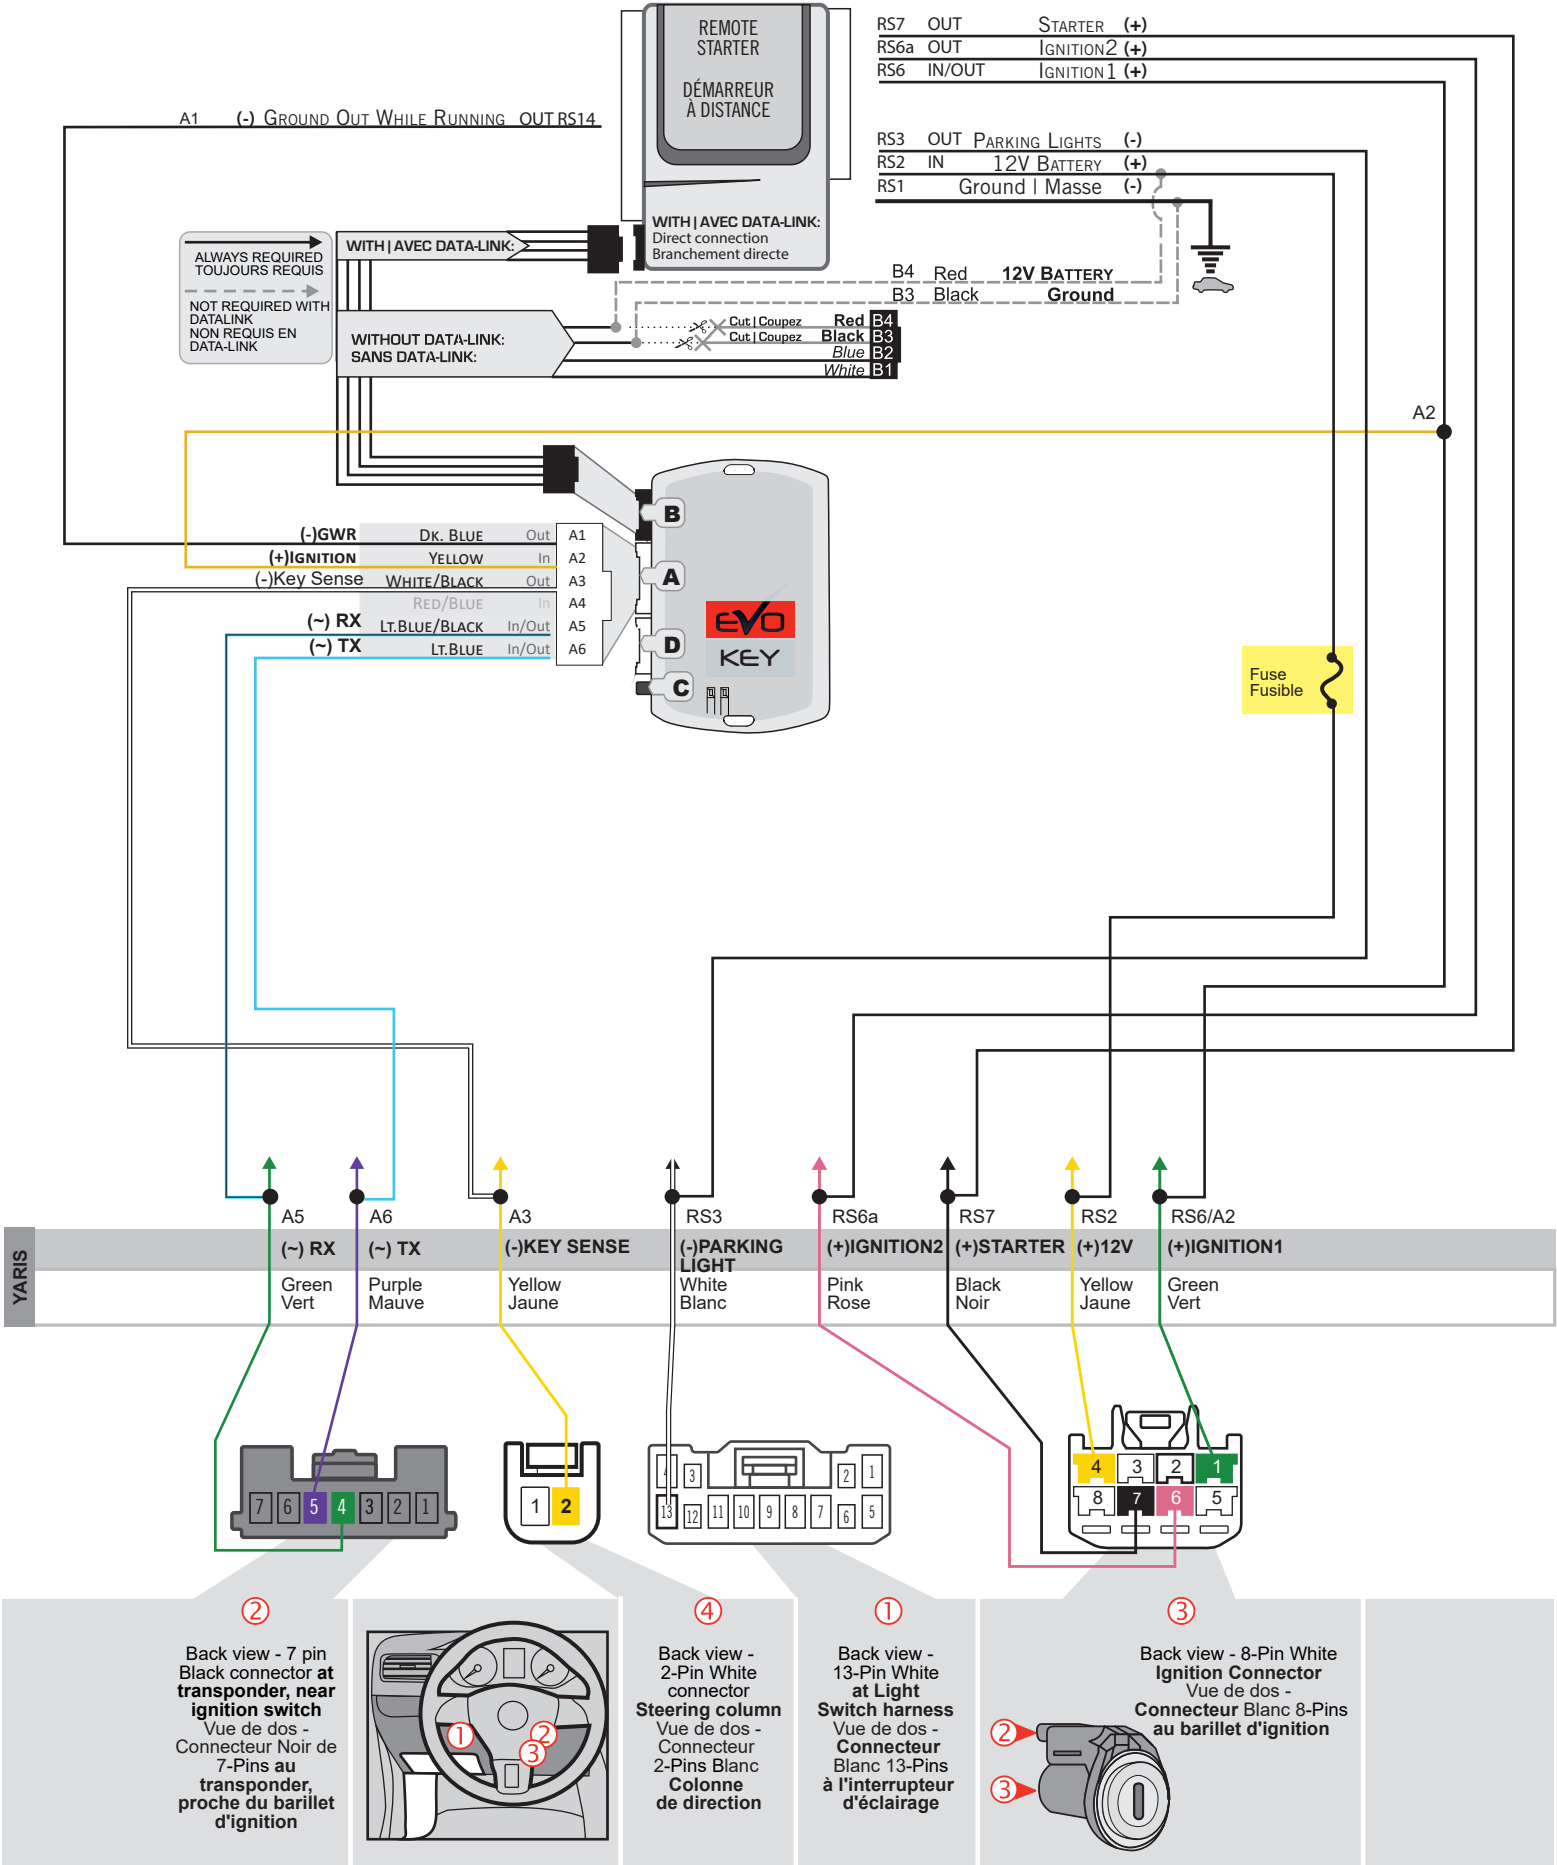 REMOTE
STARTER
DÉMARREUR
À DISTANCE
RS7 OUT STARTER (+)
RS6a OUT IGNITION2 (+)
RS6 IN/OUT IGNITION1 (+)
A1 (-) GROUND OUT WHILE RUNNING OUT RS14
RS3 OUT PARKING LIGHTS (-)
RS2 IN 12V BATTERY (+)
RS1 Ground | Masse (-)
WITH | AVEC DATA-LINK:
Direct connection
Branchement directe
ALWAYS REQUIRED
TOUJOURS REQUIS
NOT REQUIRED WITH
DATALINK
NON REQUIS EN
DATA-LINK
WITH | AVEC DATA-LINK:
B4 Red 12V BATTERY
B3 Black Ground
WITHOUT DATA-LINK:
SANS DATA-LINK:
Cut | Coupez Red B4
Cut | Coupez Black B3
Blue B2
White B1
A2
(-)GWR DK. BLUE Out A1
(+)IGNITION YELLOW In A2
(-)Key Sense WHITE/BLACK Out A3
RED/BLUE In A4
(~) RX LT.BLUE/BLACK In/Out A5
(~) TX LT.BLUE In/Out A6
B
A
D
C
EVO
KEY
Fuse
Fusible
A5 A6 A3 RS3 RS6a RS7 RS2 RS6/A2
YARIS
(~) RX (~) TX (-)KEY SENSE (-)PARKING LIGHT (+)IGNITION2 (+)STARTER (+)12V (+)IGNITION1
Green Purple Yellow White Pink Black Yellow Green
Vert Mauve Jaune Blanc Rose Noir Jaune Vert
7 6 5 4 3 2 1
1 2
4 3 2 1
13 12 11 10 9 8 7 6 5
4 3 2 1
8 7 6 5
2
Back view - 7 pin
Black connector at
transponder, near
ignition switch
Vue de dos -
Connecteur Noir de
7-Pins au
transponder,
proche du barillet
d'ignition
1
2
3
4
Back view -
2-Pin White
connector
Steering column
Vue de dos -
Connecteur
2-Pins Blanc
Colonne
de direction
1
Back view -
13-Pin White
at Light
Switch harness
Vue de dos -
Connecteur
Blanc 13-Pins
à l'interrupteur
d'éclairage
3
Back view - 8-Pin White
Ignition Connector
Vue de dos -
Connecteur Blanc 8-Pins
au barillet d'ignition
2
3